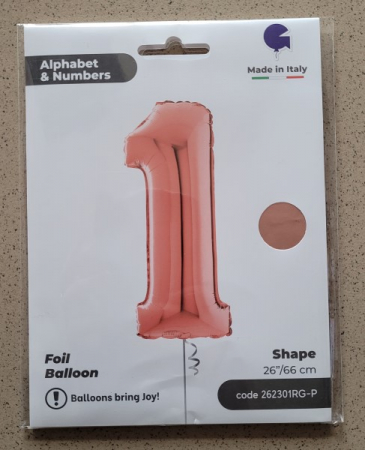 Alphabet
& Numbers
Made in Italy
1
Foil
Balloon
Balloons bring Joy!
Shape
26"/66 cm
code 262301RG-P